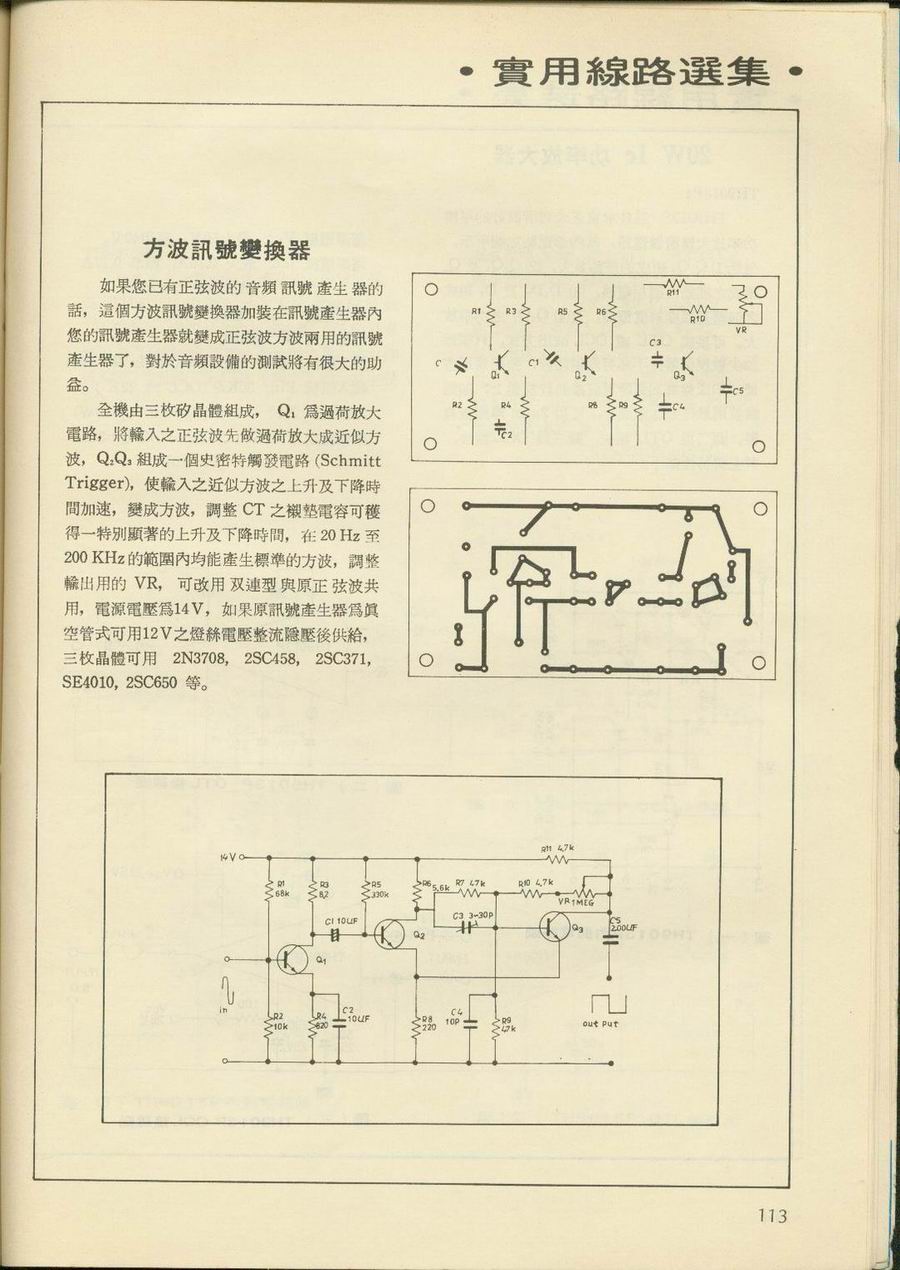 • 實用線路選集 •
方波訊號變換器
如果您已有正弦波的音頻訊號產生器的
話，這個方波訊號變換器加裝在訊號產生器內
您的訊號產生器就變成正弦波方波兩用的訊號
產生器了，對於音頻設備的測試將有很大的助
益。
全機由三枚矽晶體組成， Q₁ 爲過荷放大
電路，將輸入之正弦波先做過荷放大成近似方
波，Q₂Q₃ 組成一個史密特觸發電路 (Schmitt
Trigger)，使輸入之近似方波之上升及下降時
間加速，變成方波，調整 CT 之襯墊電容可獲
得一特別顯著的上升及下降時間，在 20 Hz 至
200 KHz 的範圍內均能產生標準的方波，調整
輸出用的 VR， 可改用双連型與原正弦波共
用，電源電壓爲14V，如果原訊號產生器爲眞
空管式可用12V之燈絲電壓整流隱壓後供給，
三枚晶體可用 2N3708， 2SC458， 2SC371，
SE4010, 2SC650 等。
R11
R1 R3 R5 R6 R10
VR
C Q1 C1 Q2 C3 Q3 C5
R2 R4 C2 R8 R9 C4
14V
R11 4,7k
R1 68k
R3 8,2
R5 330k
R6 5,6k
R7 47k
R10 4,7k
VR 1MEG
C1 10UF
C3 3~30P
C5 200UF
Q1
Q2
Q3
in
R2 10k
R4 820
C2 10UF
R8 220
C4 10P
R9 47k
out put
113